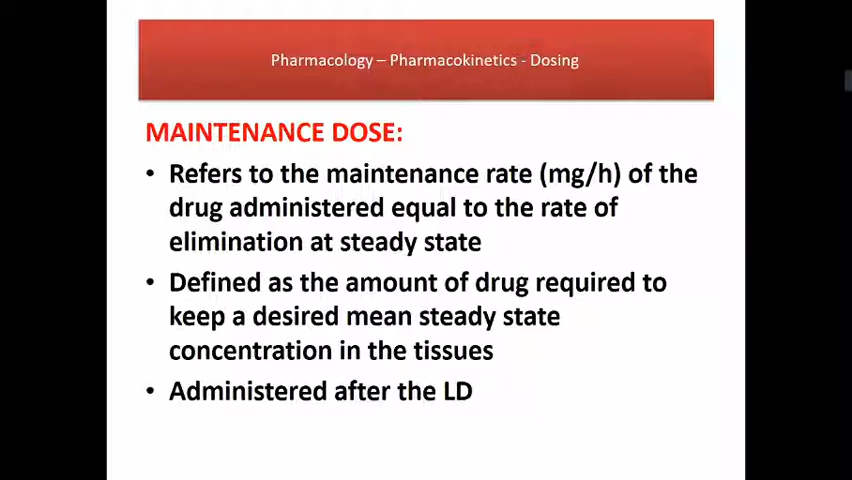 Pharmacology – Pharmacokinetics - Dosing
MAINTENANCE DOSE:
• Refers to the maintenance rate (mg/h) of the
drug administered equal to the rate of
elimination at steady state
• Defined as the amount of drug required to
keep a desired mean steady state
concentration in the tissues
• Administered after the LD